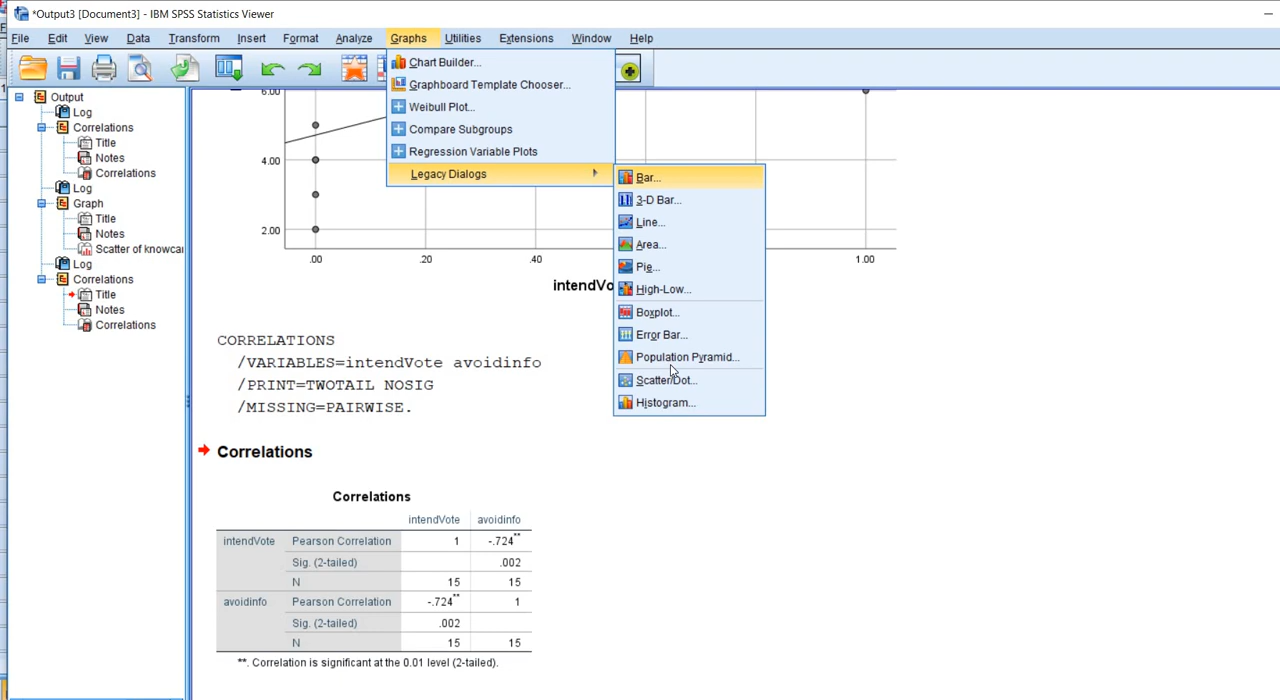 *Output3 [Document3] - IBM SPSS Statistics Viewer
File Edit View Data Transform Insert Format Analyze Graphs Utilities Extensions Window Help
Chart Builder...
Graphboard Template Chooser...
Weibull Plot...
Compare Subgroups
Regression Variable Plots
Legacy Dialogs
Bar...
3-D Bar...
Line...
Area...
Pie...
High-Low...
Boxplot...
Error Bar...
Population Pyramid...
Scatter/Dot...
Histogram...
Output
Log
Correlations
Title
Notes
Correlations
Log
Graph
Title
Notes
Scatter of knowcar
Log
Correlations
Title
Notes
Correlations
6.00
4.00
2.00
.00 .20 .40 1.00
intendVo
CORRELATIONS
/VARIABLES=intendVote avoidinfo
/PRINT=TWOTAIL NOSIG
/MISSING=PAIRWISE.
Correlations
Correlations
intendVote avoidinfo
intendVote Pearson Correlation 1 -.724**
Sig. (2-tailed) .002
N 15 15
avoidinfo Pearson Correlation -.724** 1
Sig. (2-tailed) .002
N 15 15
**. Correlation is significant at the 0.01 level (2-tailed).